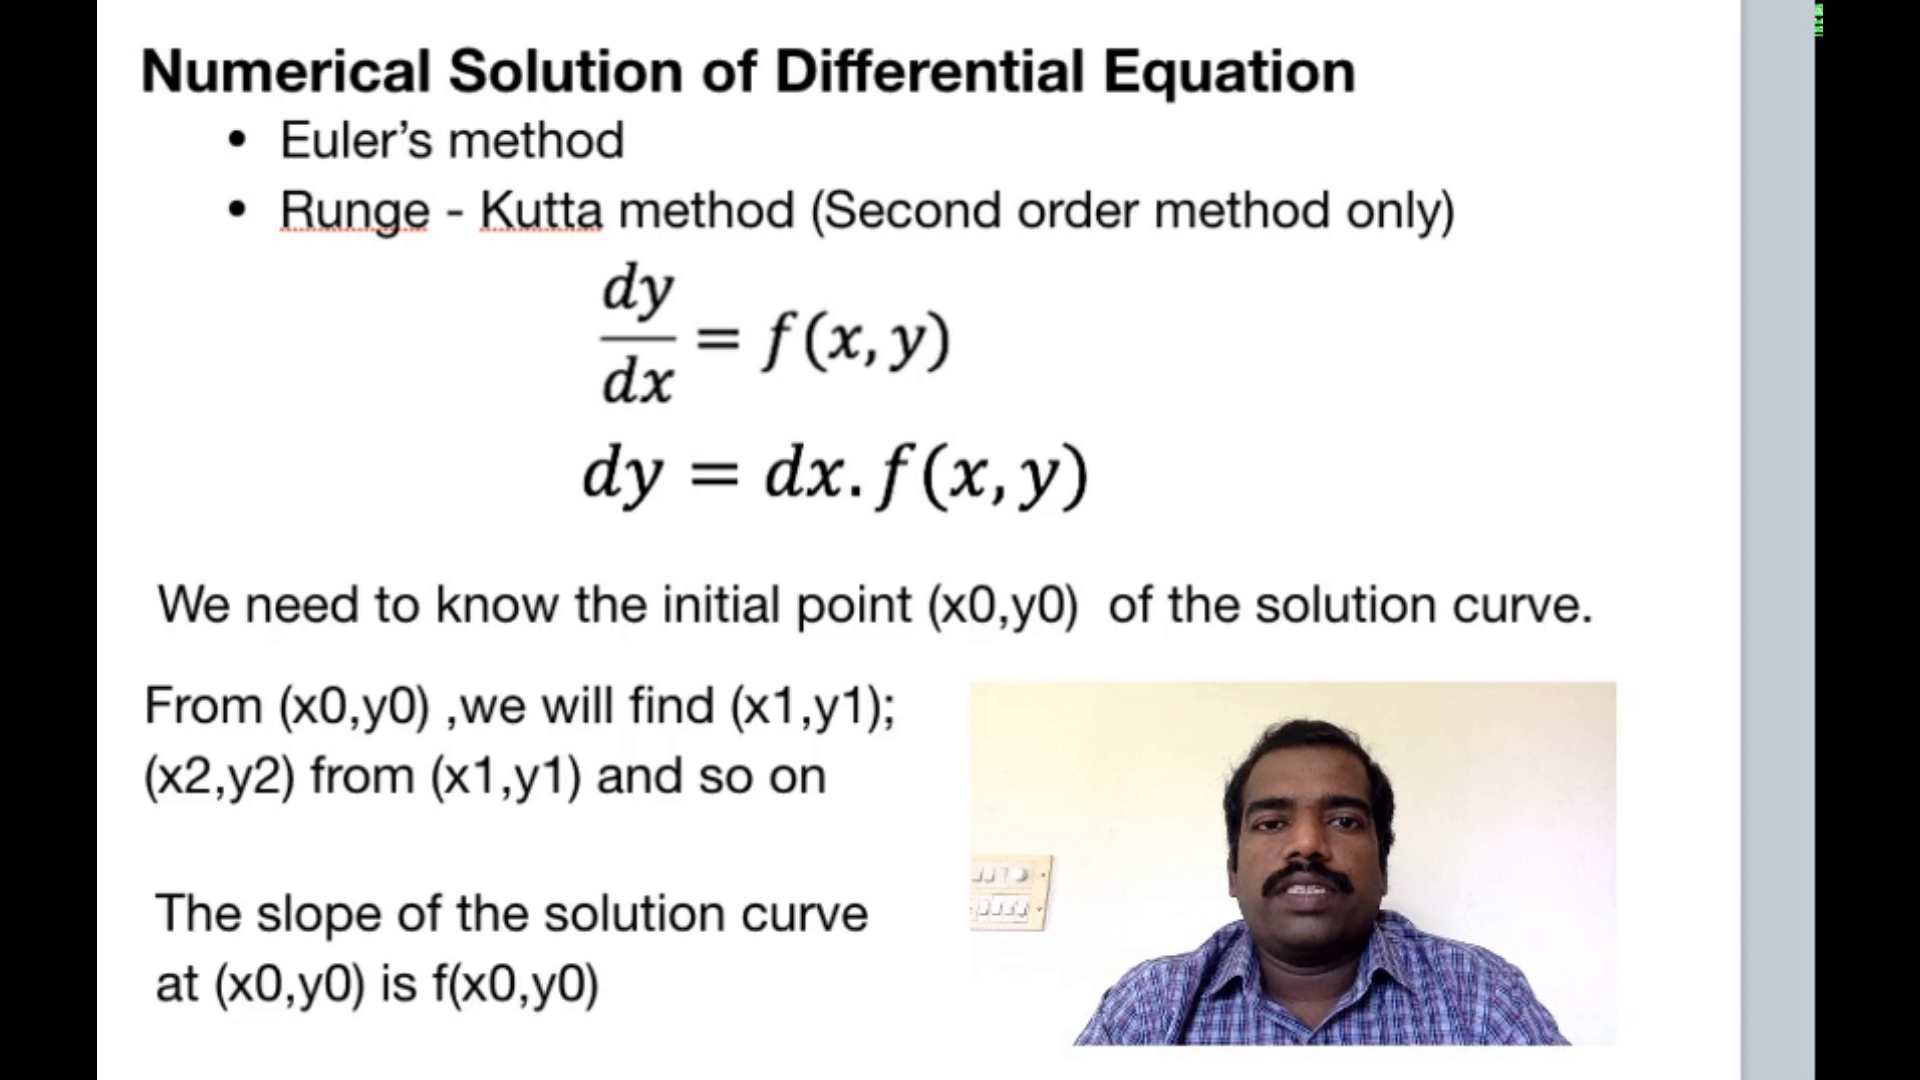 Numerical Solution of Differential Equation
• Euler’s method
• Runge - Kutta method (Second order method only)
dy/dx = f(x, y)
dy = dx. f(x, y)
We need to know the initial point (x0,y0) of the solution curve.
From (x0,y0) ,we will find (x1,y1);
(x2,y2) from (x1,y1) and so on
The slope of the solution curve
at (x0,y0) is f(x0,y0)